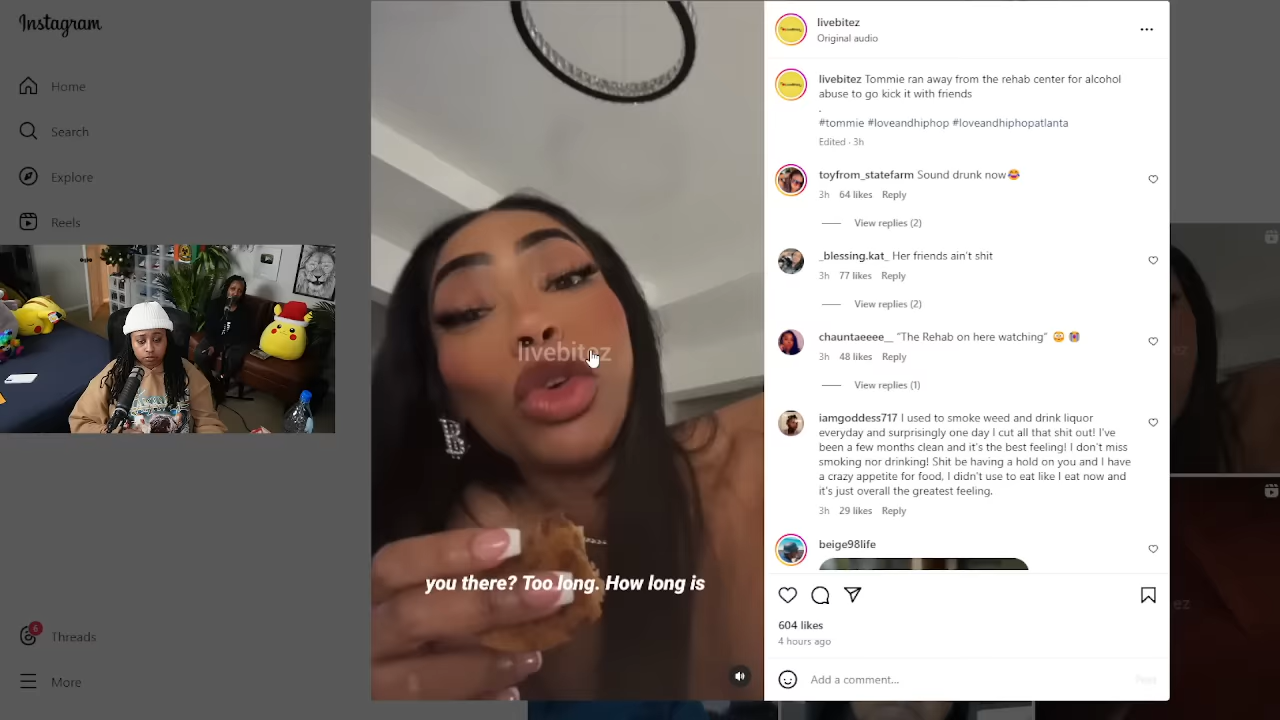 Instagram
Home
Search
Explore
Reels
6
Threads
More
livebitez
you there? Too long. How long is
livebitez
Original audio
livebitez Tommie ran away from the rehab center for alcohol
abuse to go kick it with friends
.
#tommie #loveandhiphop #loveandhiphopatlanta
Edited · 3h
toyfrom_statefarm Sound drunk now😂
3h 64 likes Reply
View replies (2)
_blessing.kat_ Her friends ain't shit
3h 77 likes Reply
View replies (2)
chauntaeeee__ "The Rehab on here watching"
3h 48 likes Reply
View replies (1)
iamgoddess717 I used to smoke weed and drink liquor
everyday and surprisingly one day I cut all that shit out! I've
been a few months clean and it's the best feeling! I don't miss
smoking nor drinking! Shit be having a hold on you and I have
a crazy appetite for food, I didn't use to eat like I eat now and
it's just overall the greatest feeling.
3h 29 likes Reply
beige98life
604 likes
4 hours ago
Add a comment...
Post